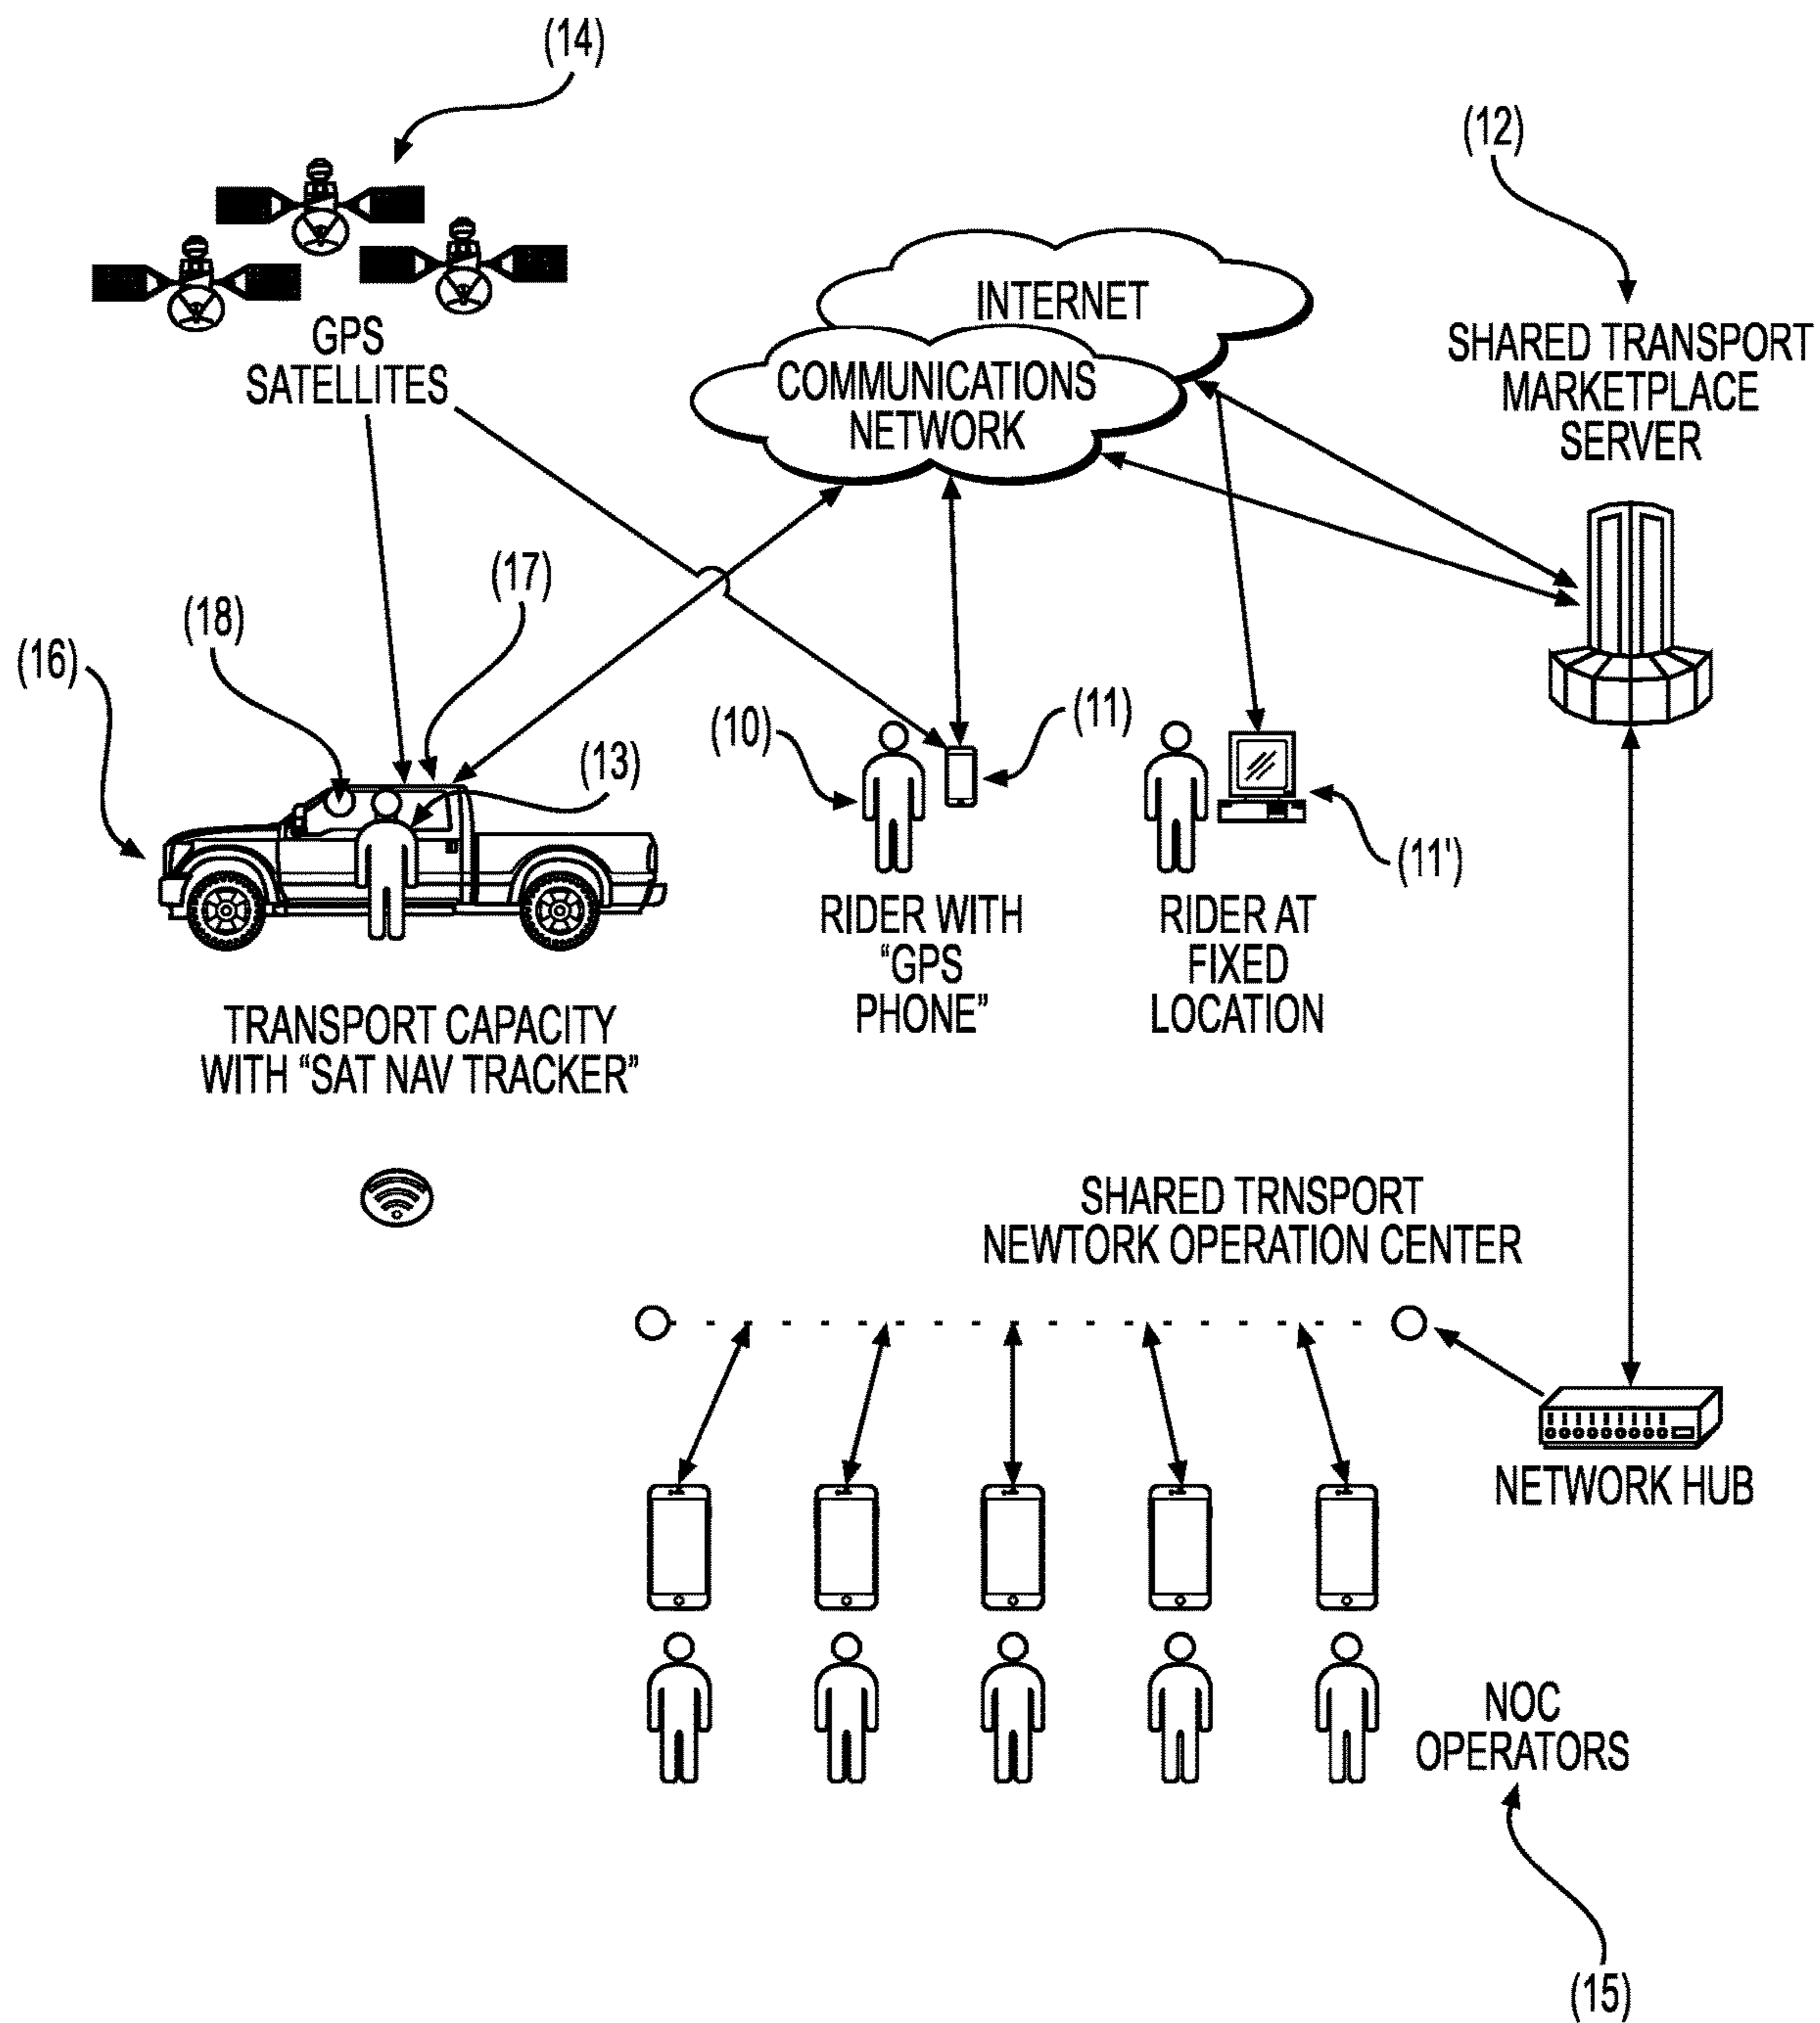 (14)
(12)
GPS
SATELLITES
INTERNET
COMMUNICATIONS
NETWORK
SHARED TRANSPORT
MARKETPLACE
SERVER
(17)
(18)
(16)
(13)
(10)
(11)
(11')
TRANSPORT CAPACITY
WITH "SAT NAV TRACKER"
RIDER WITH
"GPS
PHONE"
RIDER AT
FIXED
LOCATION
SHARED TRNSPORT
NEWTORK OPERATION CENTER
NETWORK HUB
NOC
OPERATORS
(15)